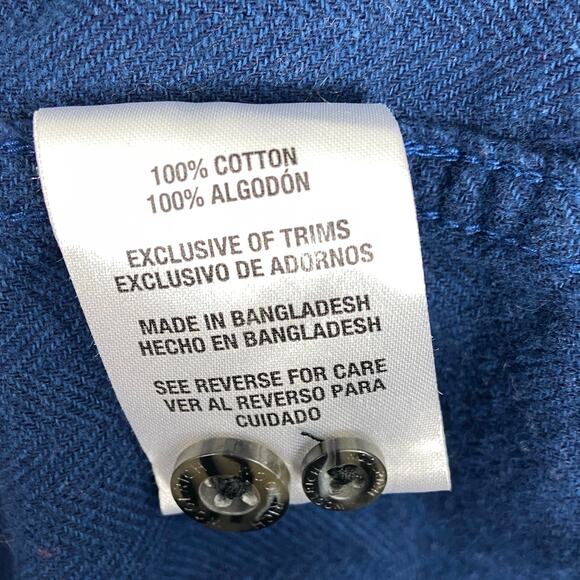 100% COTTON
100% ALGODÓN
EXCLUSIVE OF TRIMS
EXCLUSIVO DE ADORNOS
MADE IN BANGLADESH
HECHO EN BANGLADESH
SEE REVERSE FOR CARE
VER AL REVERSO PARA
CUIDADO